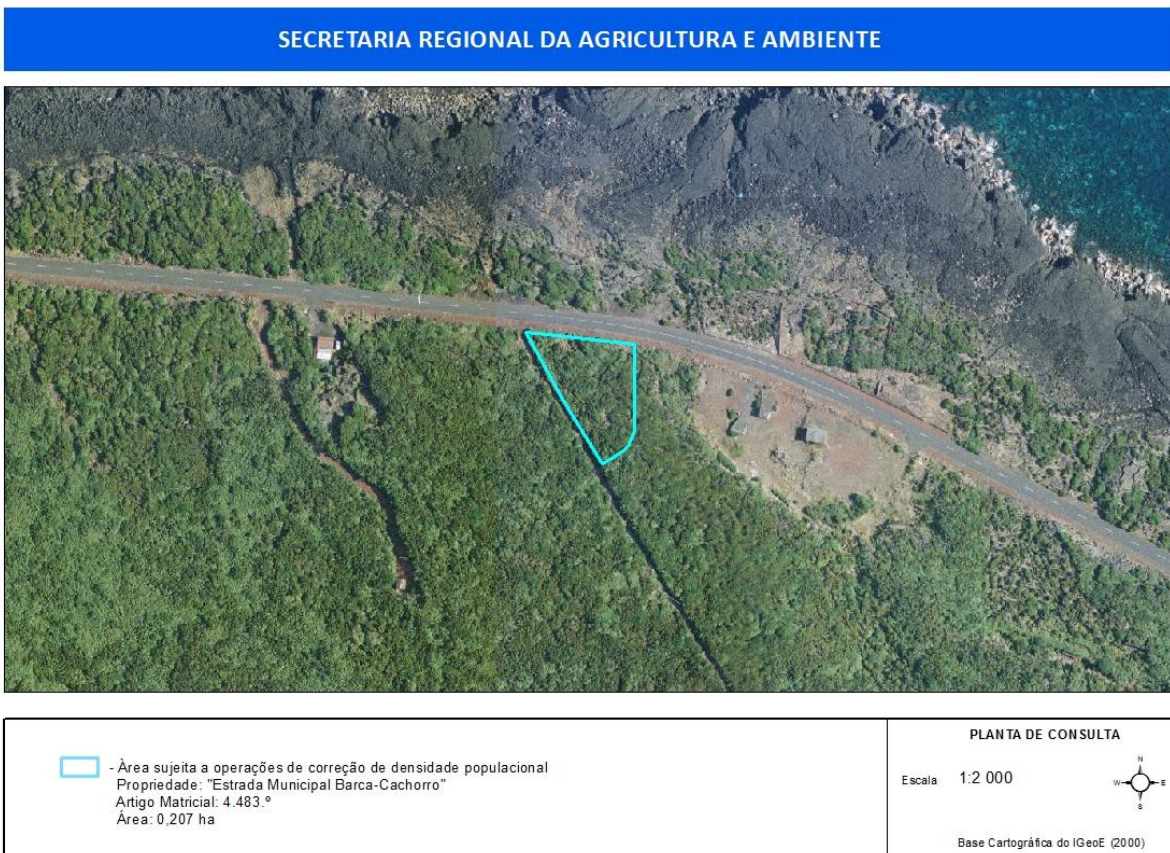 SECRETARIA REGIONAL DA AGRICULTURA E AMBIENTE
- Àrea sujeita a operações de correção de densidade populacional
Propriedade: "Estrada Municipal Barca-Cachorro"
Artigo Matricial: 4.483.º
Área: 0,207 ha
PLANTA DE CONSULTA
Escala 1:2 000
N
W E
S
Base Cartográfica do IGeoE (2000)